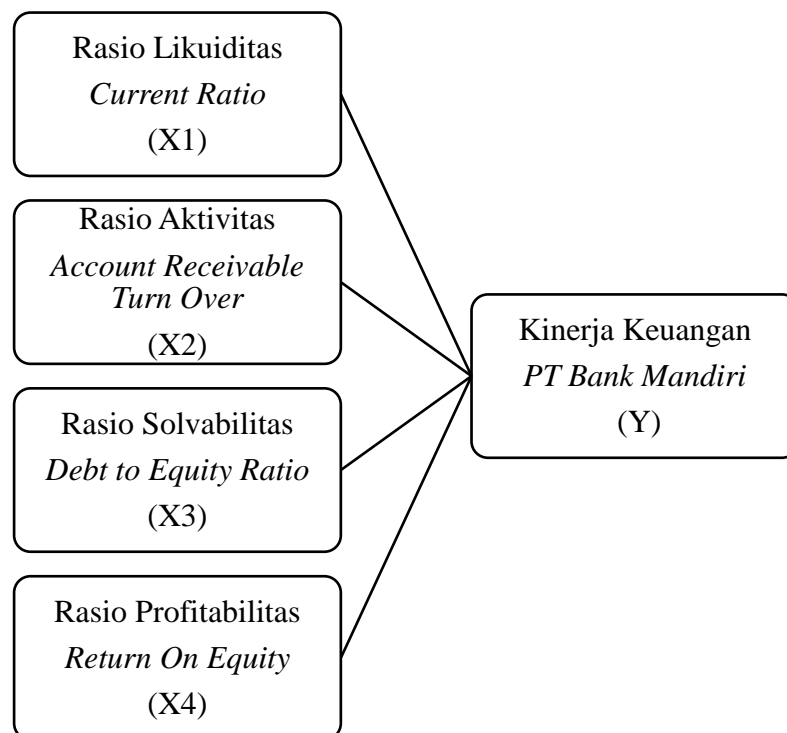 Rasio Likuiditas
Current Ratio
(X1)
Rasio Aktivitas
Account Receivable
Turn Over
(X2)
Rasio Solvabilitas
Debt to Equity Ratio
(X3)
Rasio Profitabilitas
Return On Equity
(X4)
Kinerja Keuangan
PT Bank Mandiri
(Y)